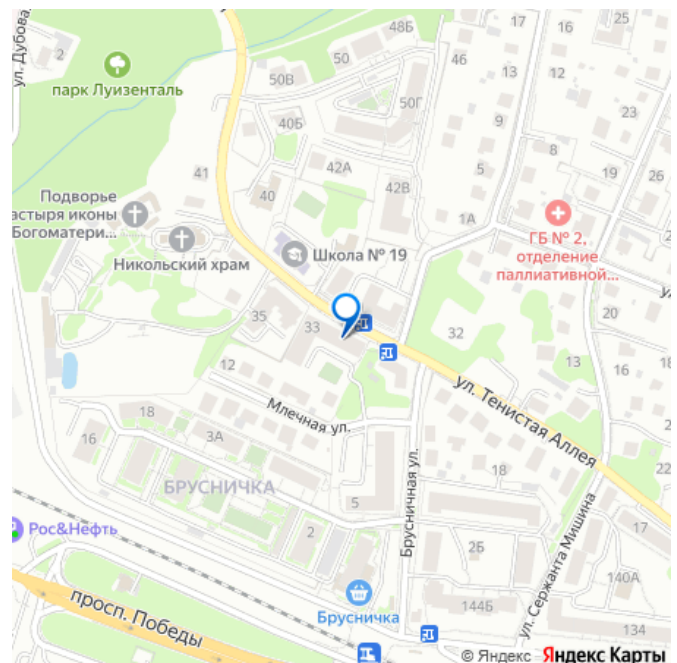 ул. Дубовая
2
парк Луизенталь
48Б
50
50В
50Г
46
17
13
25
16
12
9
40Б
42А
42В
40
41
5
8
19
26
1А
Подворье
астыря иконы
Богоматери...
Никольский храм
Школа № 19
ГБ № 2,
отделение
паллиативной...
20
35
33
32
12
13
16
18
ул. Тенистая Аллея
Млечная ул.
18
3А
16
БРУСНИЧКА
5
2
Брусничная ул.
18
22
Рос&Нефть
2Б
ул. Сержанта Мишина
17
140А
просп. Победы
Брусничка
144Б
134
© Яндекс Яндекс Карты